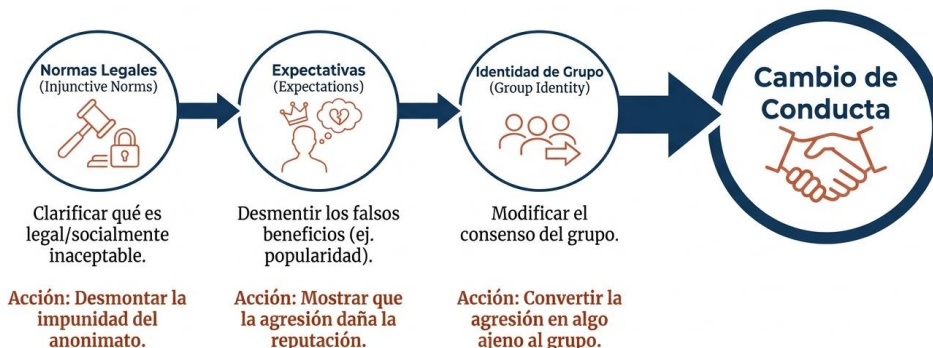 Normas Legales
(Injunctive Norms)
Clarificar qué es
legal/socialmente
inaceptable.
Acción: Desmontar la
impunidad del
anonimato.
Expectativas
(Expectations)
Desmentir los falsos
beneficios (ej.
popularidad).
Acción: Mostrar que
la agresión daña la
reputación.
Identidad de Grupo
(Group Identity)
Modificar el
consenso del grupo.
Acción: Convertir la
agresión en algo
ajeno al grupo.
Cambio de
Conducta